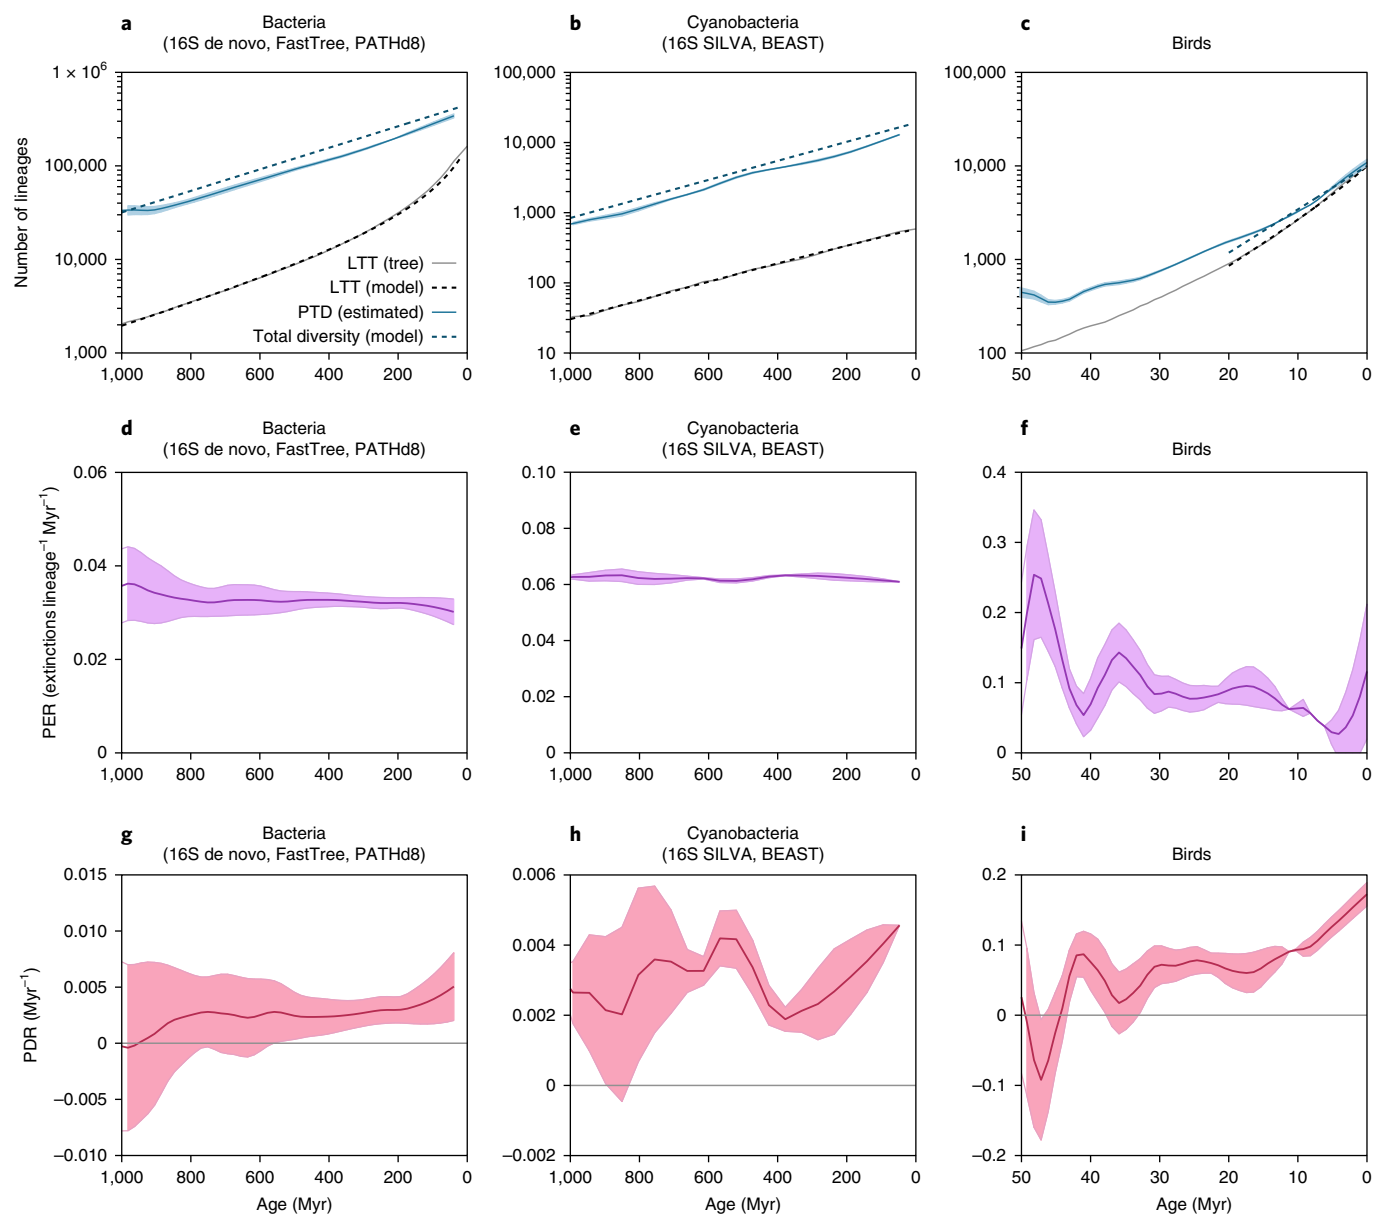 a
Bacteria
(16S de novo, FastTree, PATHd8)
b
Cyanobacteria
(16S SILVA, BEAST)
c
Birds
Number of lineages
1 × 10⁶
100,000
10,000
1,000
LTT (tree)
LTT (model)
PTD (estimated)
Total diversity (model)
1,000 800 600 400 200 0
100,000
10,000
1,000
100
10
1,000 800 600 400 200 0
100,000
10,000
1,000
100
50 40 30 20 10 0
d
Bacteria
(16S de novo, FastTree, PATHd8)
e
Cyanobacteria
(16S SILVA, BEAST)
f
Birds
PER (extinctions lineage⁻¹ Myr⁻¹)
0.06
0.04
0.02
0
1,000 800 600 400 200 0
0.10
0.08
0.06
0.04
0.02
0
1,000 800 600 400 200 0
0.4
0.3
0.2
0.1
0
50 40 30 20 10 0
g
Bacteria
(16S de novo, FastTree, PATHd8)
h
Cyanobacteria
(16S SILVA, BEAST)
i
Birds
PDR (Myr⁻¹)
0.015
0.010
0.005
0
–0.005
–0.010
1,000 800 600 400 200 0
Age (Myr)
0.006
0.004
0.002
0
–0.002
1,000 800 600 400 200 0
Age (Myr)
0.2
0.1
0
–0.1
–0.2
50 40 30 20 10 0
Age (Myr)